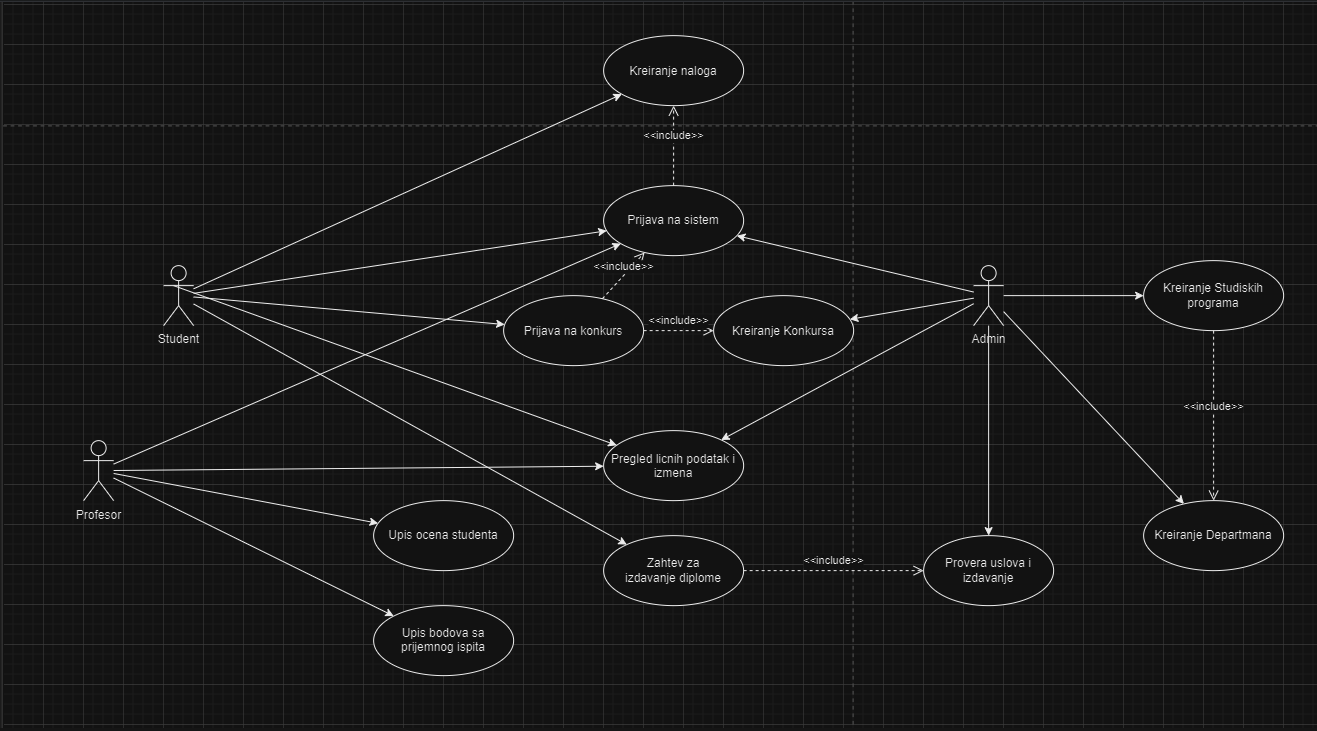 Kreiranje naloga
<<include>>
Prijava na sistem
<<include>>
Student
Prijava na konkurs
<<include>>
Kreiranje Konkursa
Admin
Kreiranje Studiskih
programa
<<include>>
Pregled licnih podatak i
izmena
Profesor
Upis ocena studenta
Zahtev za
izdavanje diplome
<<include>>
Provera uslova i
izdavanje
Kreiranje Departmana
Upis bodova sa
prijemnog ispita